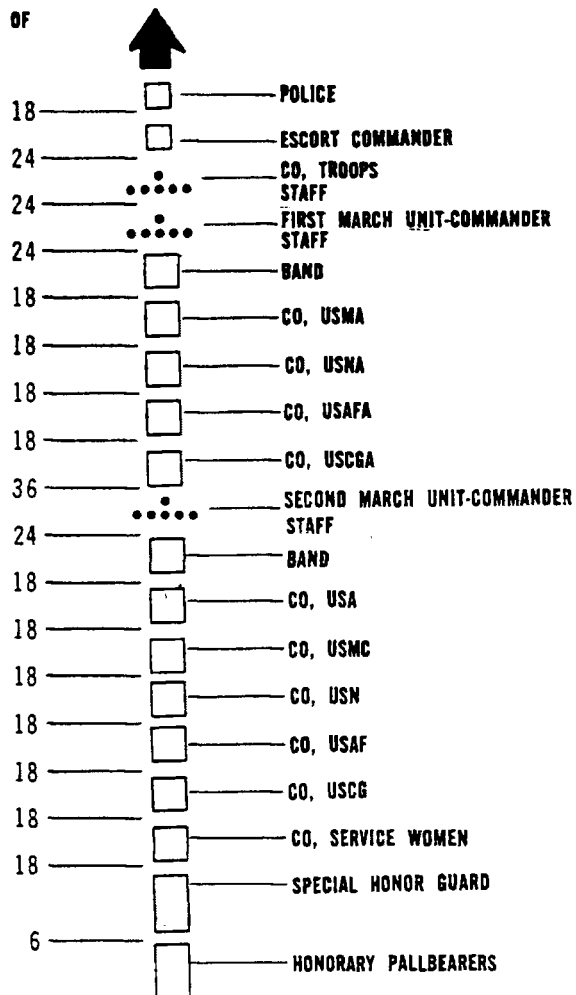 OF
POLICE
18
ESCORT COMMANDER
24
CO, TROOPS
STAFF
24
FIRST MARCH UNIT-COMMANDER
STAFF
24
BAND
18
CO, USMA
18
CO, USNA
18
CO, USAFA
18
CO, USCGA
36
SECOND MARCH UNIT-COMMANDER
STAFF
24
BAND
18
CO, USA
18
CO, USMC
18
CO, USN
18
CO, USAF
18
CO, USCG
18
CO, SERVICE WOMEN
18
SPECIAL HONOR GUARD
6
HONORARY PALLBEARERS